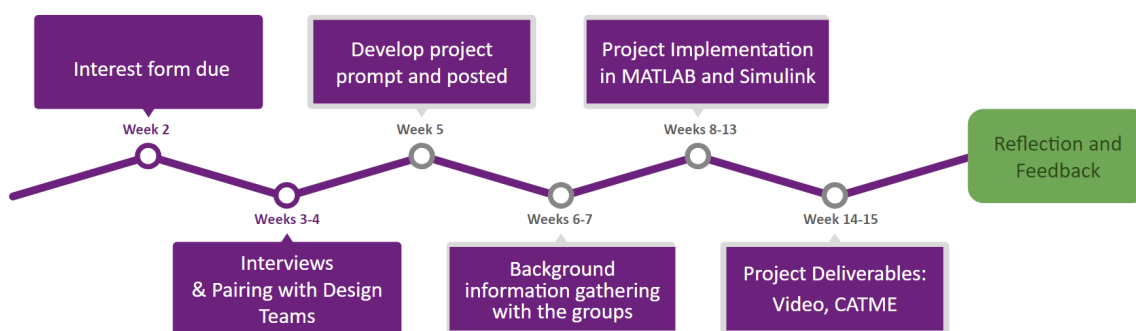 Interest form due
Week 2
Develop project
prompt and posted
Week 5
Project Implementation
in MATLAB and Simulink
Weeks 8-13
Reflection and
Feedback
Weeks 3-4
Interviews
& Pairing with Design
Teams
Weeks 6-7
Background
information gathering
with the groups
Week 14-15
Project Deliverables:
Video, CATME